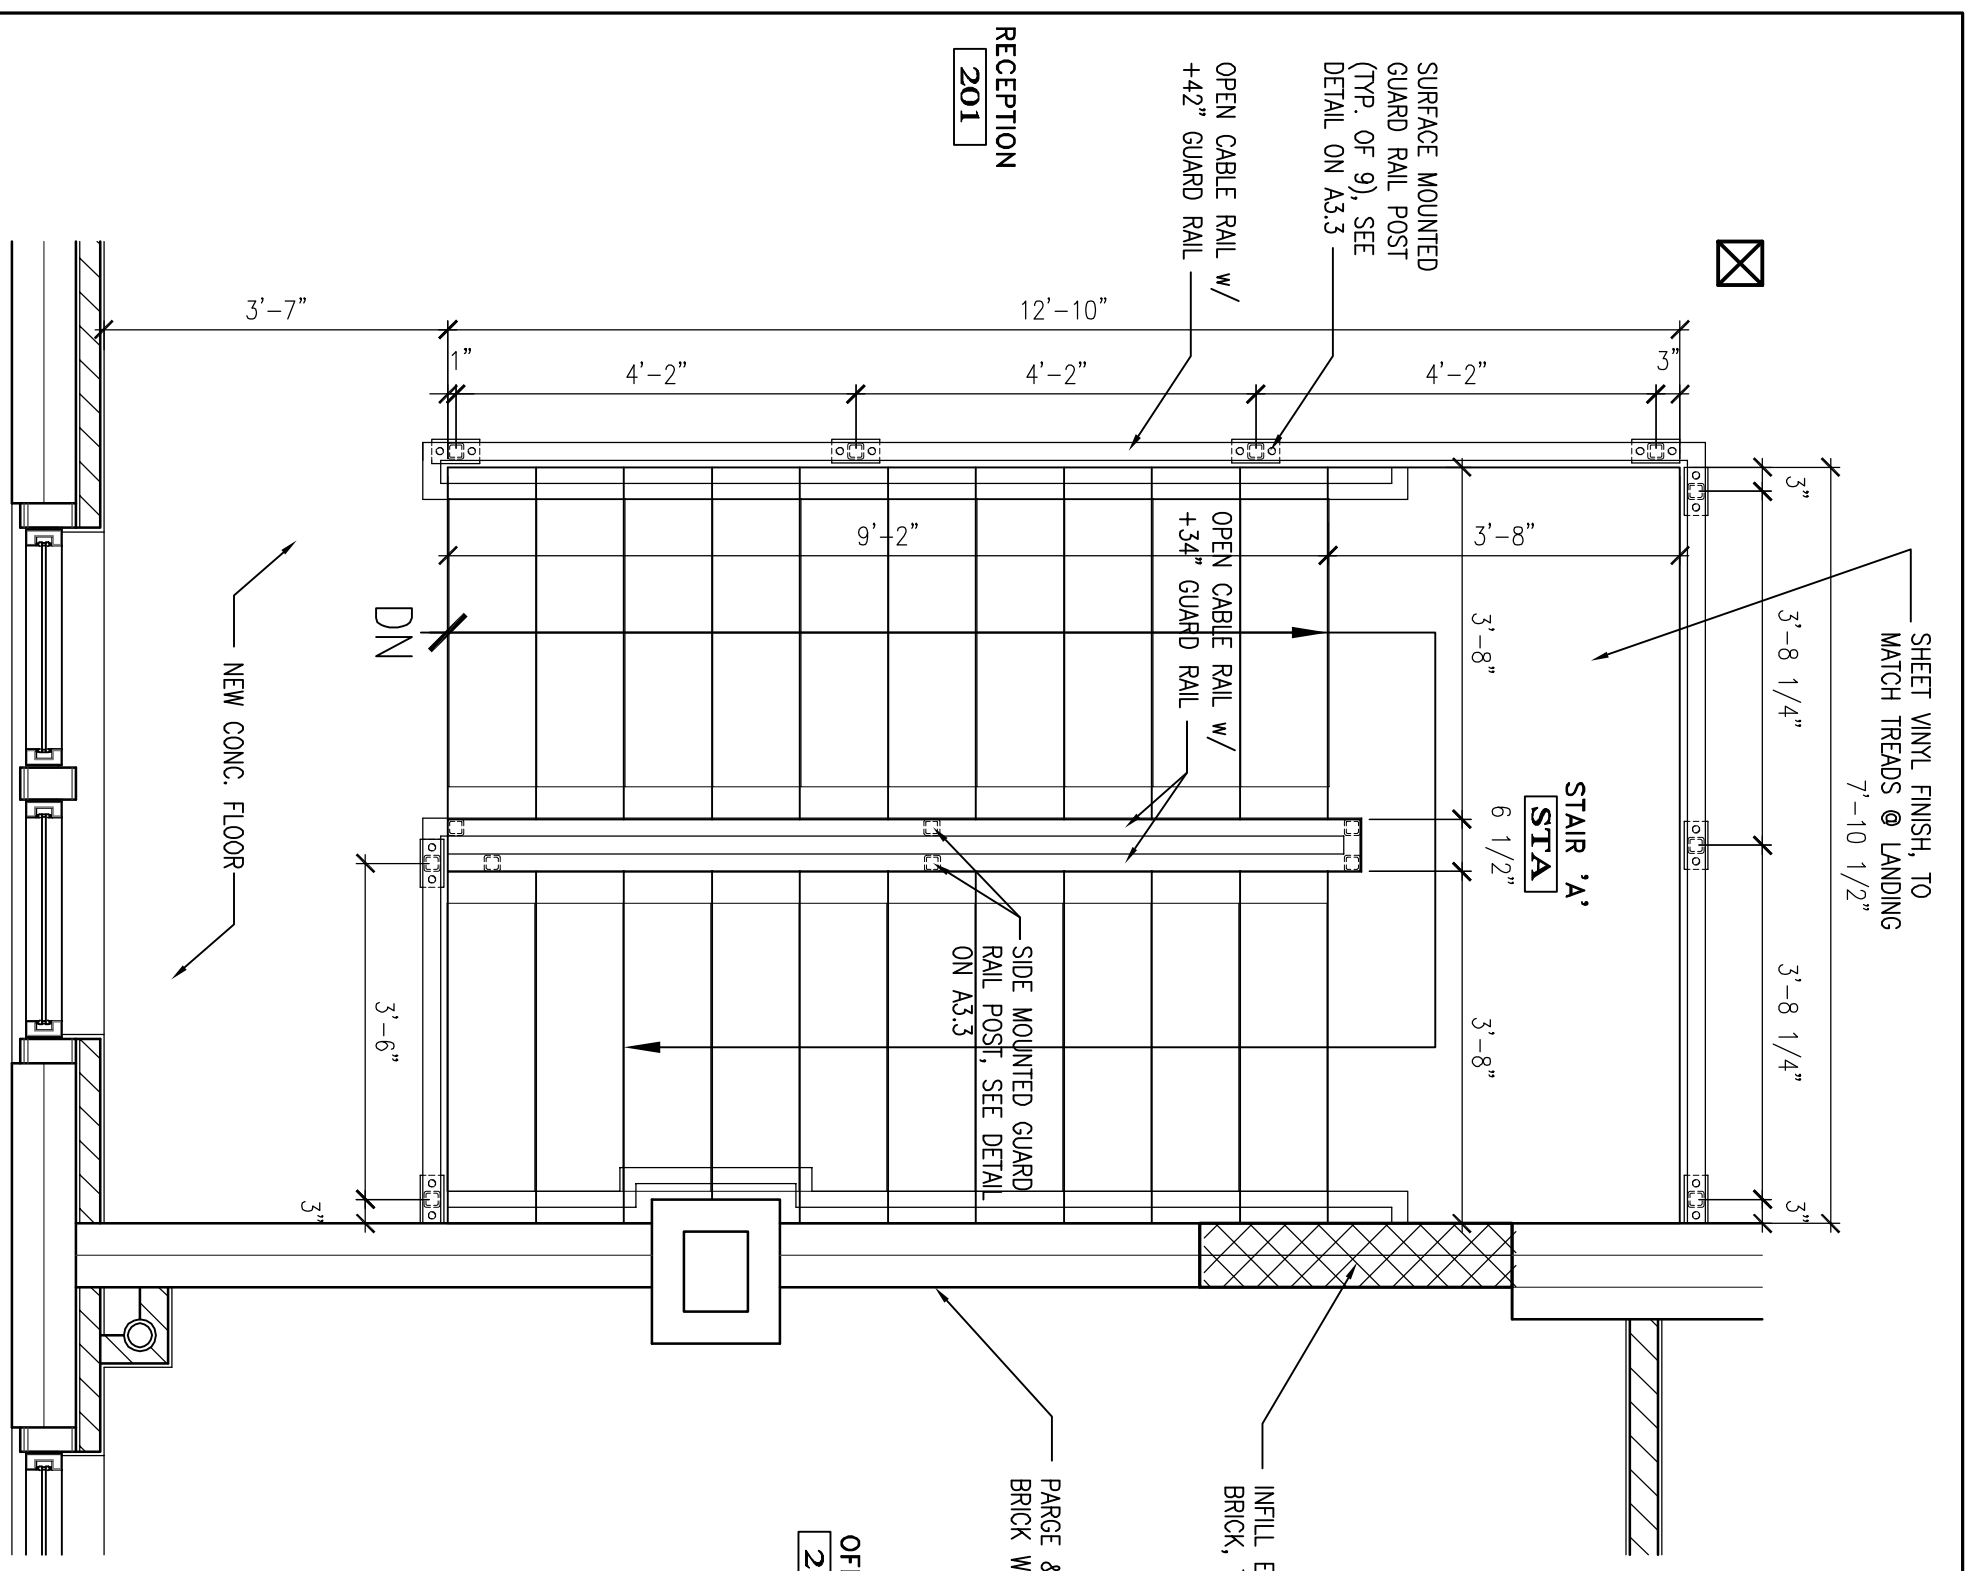 SHEET VINYL FINISH, TO
MATCH TREADS @ LANDING
7'-10 1/2"
3"
3'-8 1/4"
3'-8 1/4"
3"
STAIR 'A'
STA
3'-8"
6 1/2"
3'-8"
3'-8"
3"
SURFACE MOUNTED
GUARD RAIL POST
(TYP. OF 9), SEE
DETAIL ON A3.3
4'-2"
4'-2"
4'-2"
1"
12'-10"
3'-7"
OPEN CABLE RAIL W/
+42" GUARD RAIL
OPEN CABLE RAIL W/
+34" GUARD RAIL
9'-2"
RECEPTION
201
SIDE MOUNTED GUARD
RAIL POST, SEE DETAIL
ON A3.3
INFILL
BRICK,
PARGE &
BRICK
DN
3'-6"
3"
NEW CONC. FLOOR